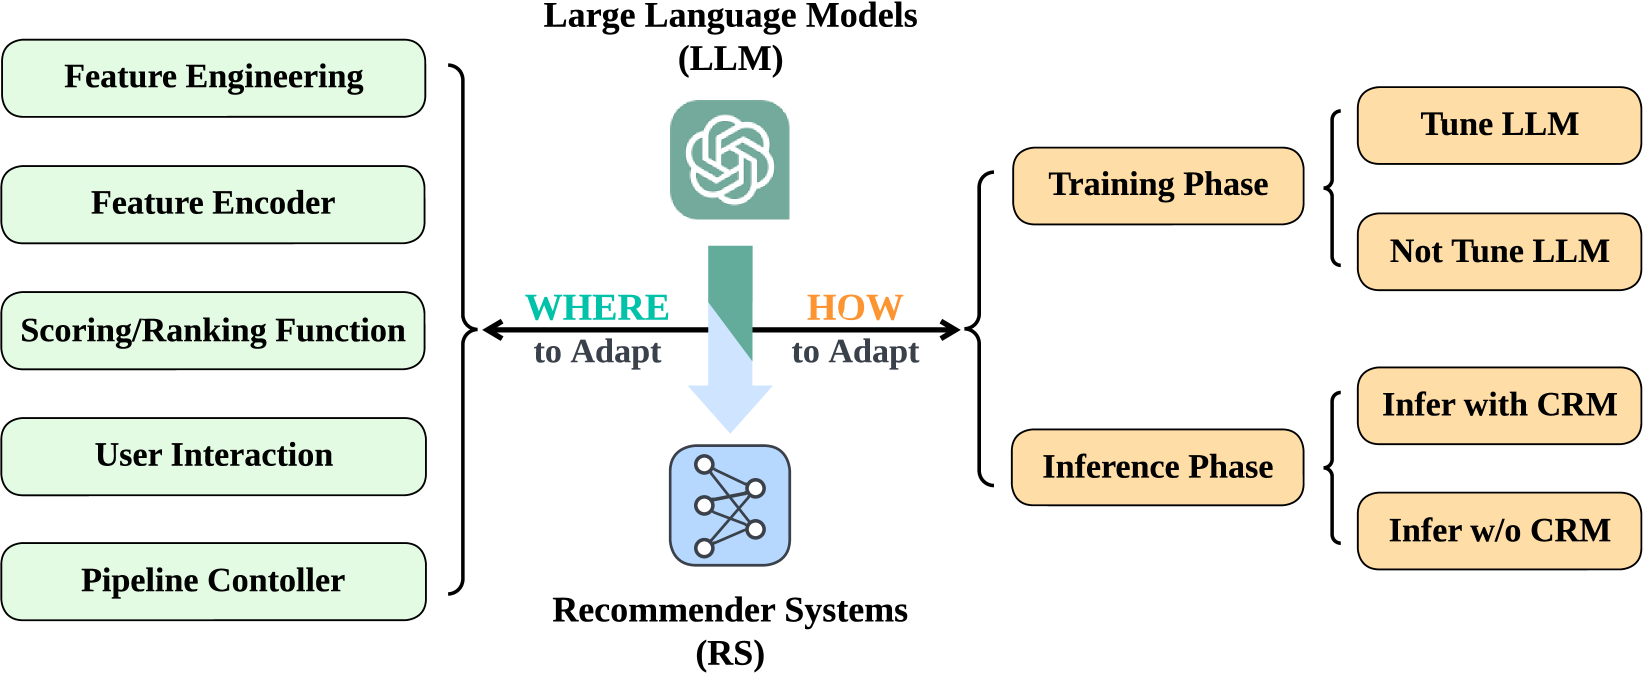 Large Language Models
(LLM)
Feature Engineering
Feature Encoder
Scoring/Ranking Function
User Interaction
Pipeline Contoller
WHERE
to Adapt
HOW
to Adapt
Recommender Systems
(RS)
Training Phase
Tune LLM
Not Tune LLM
Inference Phase
Infer with CRM
Infer w/o CRM